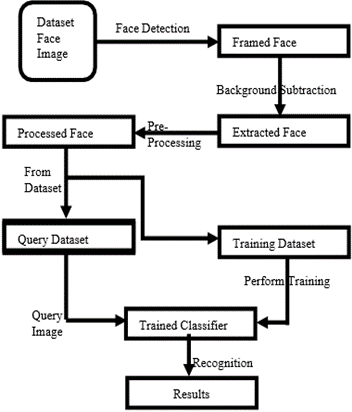 Dataset
Face
Image
Face Detection
Framed Face
Background Subtraction
Extracted Face
Pre-
Processing
Processed Face
From
Dataset
Query Dataset
Training Dataset
Perform Training
Query
Image
Trained Classifier
Recognition
Results